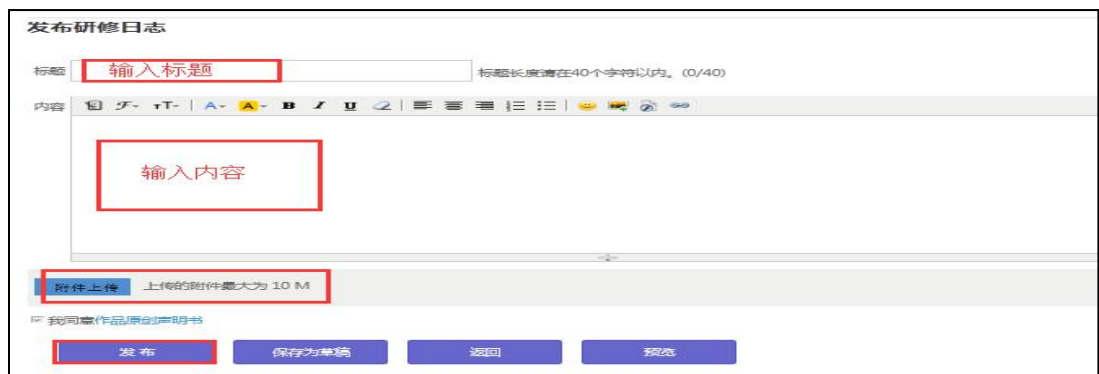 发布研修日志
标题 输入标题 标题长度请在40个字符以内。(0/40)
内容 F- TT- A- A- B I U
输入内容
附件上传 上传的附件最大为 10 M
我同意作品原创声明书
发布 保存为草稿 返回 预览